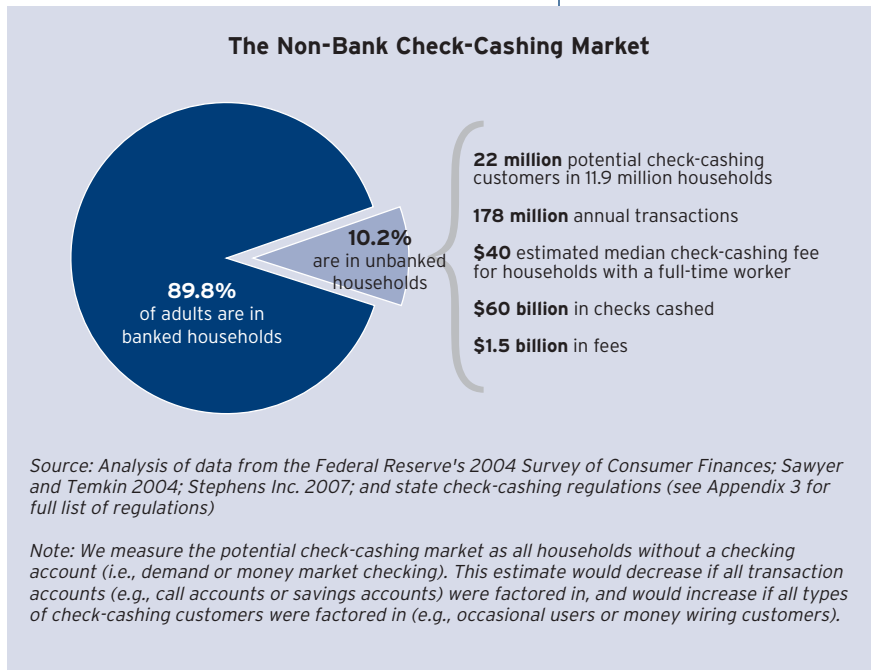 The Non-Bank Check-Cashing Market
89.8%
of adults are in
banked households
10.2%
are in unbanked
households
22 million potential check-cashing
customers in 11.9 million households
178 million annual transactions
$40 estimated median check-cashing fee
for households with a full-time worker
$60 billion in checks cashed
$1.5 billion in fees
Source: Analysis of data from the Federal Reserve's 2004 Survey of Consumer Finances; Sawyer
and Temkin 2004; Stephens Inc. 2007; and state check-cashing regulations (see Appendix 3 for
full list of regulations)
Note: We measure the potential check-cashing market as all households without a checking
account (i.e., demand or money market checking). This estimate would decrease if all transaction
accounts (e.g., call accounts or savings accounts) were factored in, and would increase if all types
of check-cashing customers were factored in (e.g., occasional users or money wiring customers).